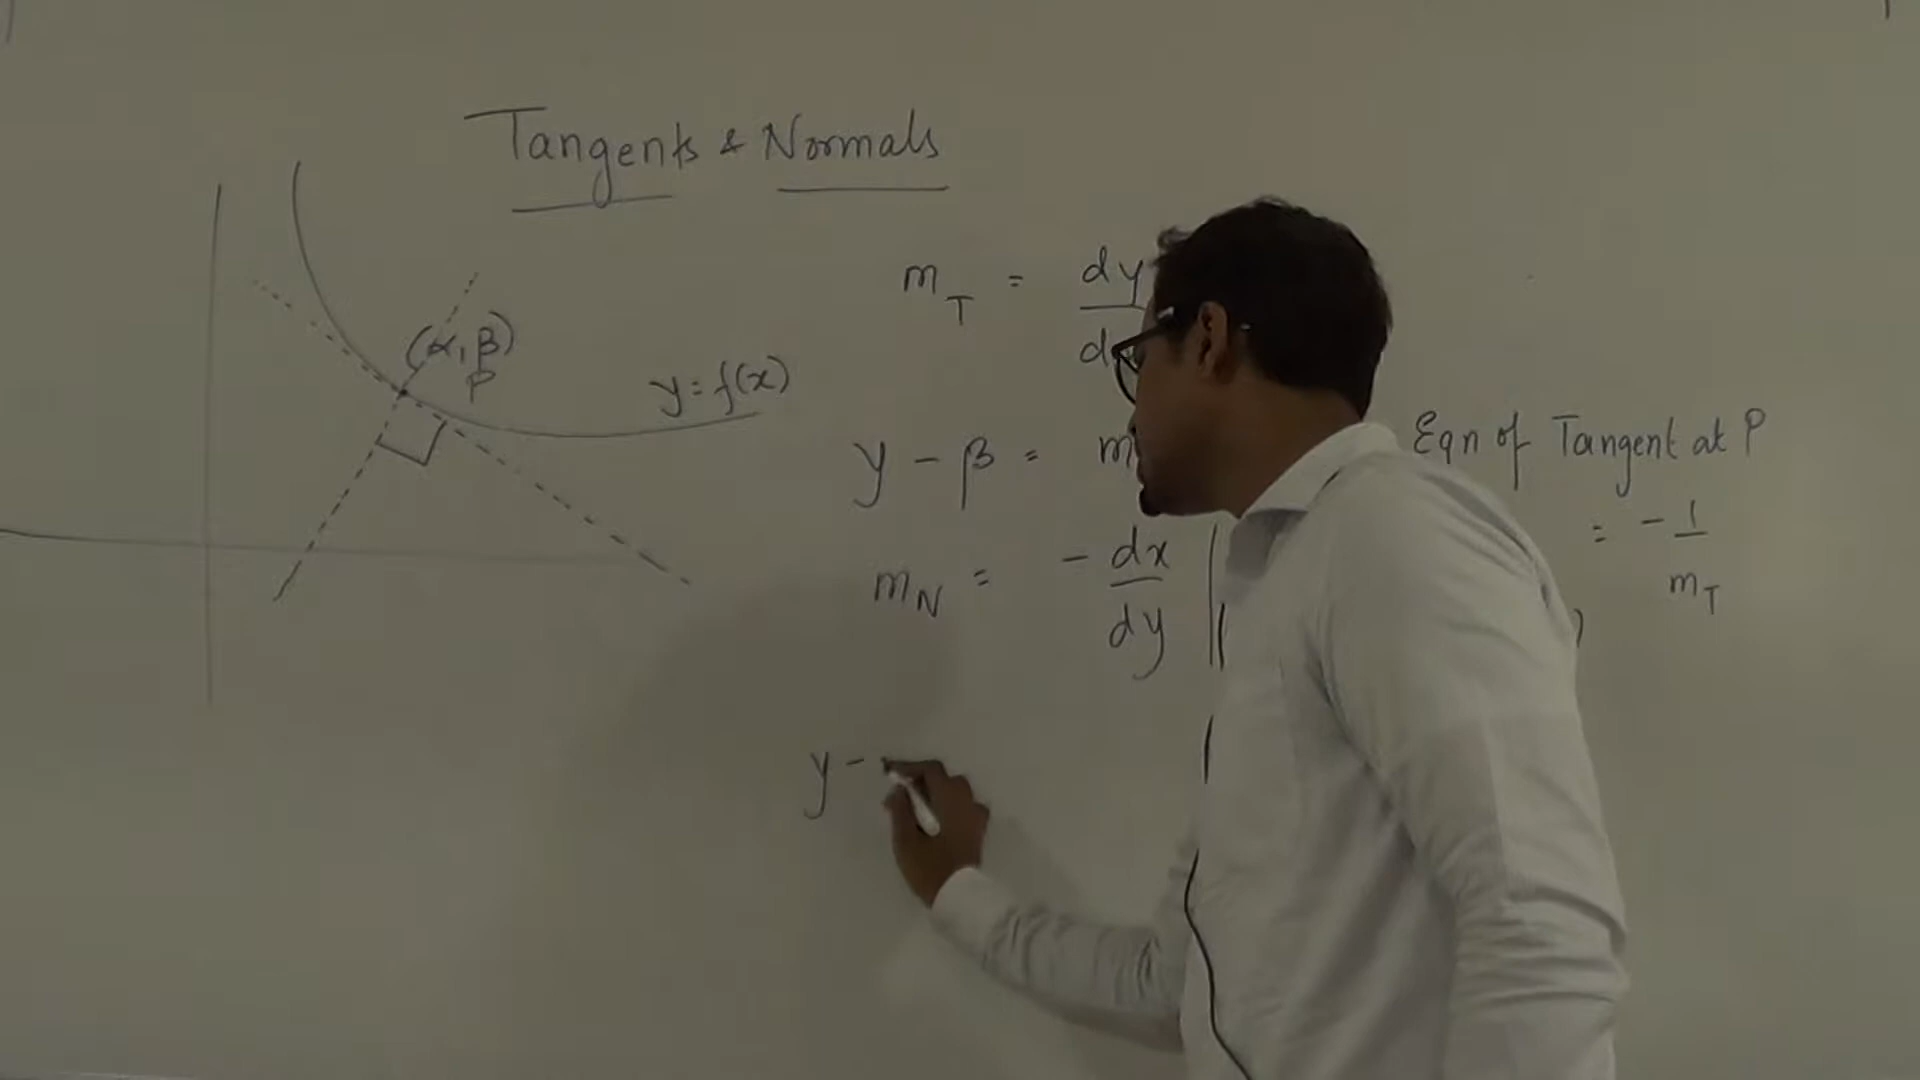 Tangents & Normals
(α, β)
P
y = f(x)
m_T = dy
y - β = m
Eqn of Tangent at P
m_N = - dx/dy | ) = - 1/m_T
y -